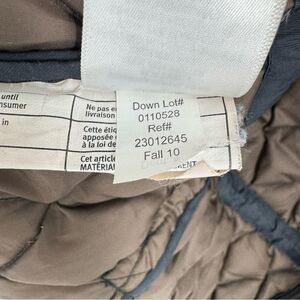 until
nsumer
in
Ne pas en
livraison
Cette étiq
apposée
à la loi de
Cet article
MATÉRIA
ENT
Down Lot#
0110528
Ref#
23012645
Fall 10